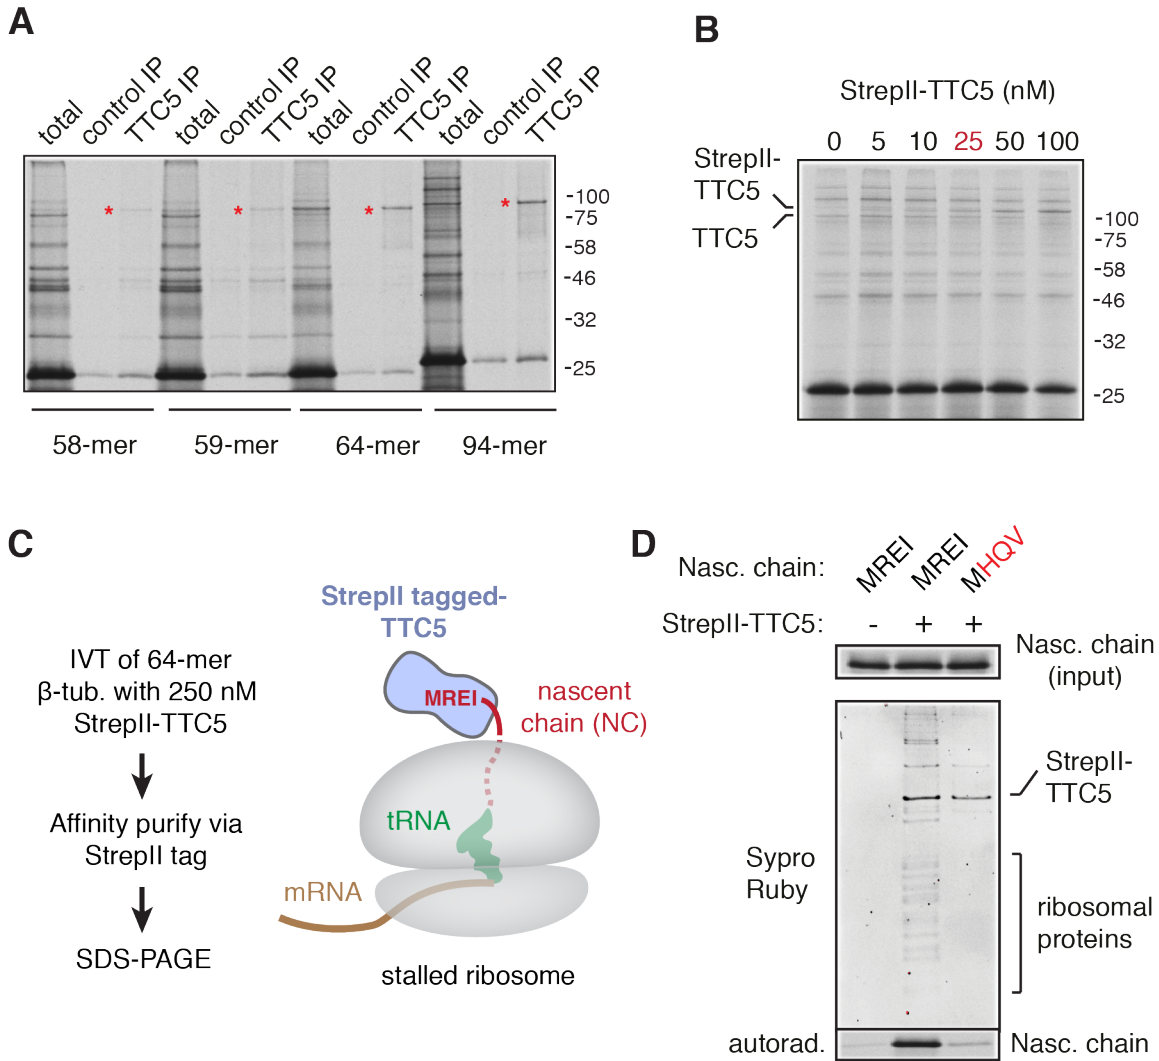 A
total
control IP
TTC5 IP
total
control IP
TTC5 IP
total
control IP
TTC5 IP
total
control IP
TTC5 IP
*
*
*
*
-100
-75
-58
-46
-32
-25
58-mer
59-mer
64-mer
94-mer
B
StrepII-TTC5 (nM)
0 5 10 25 50 100
StrepII-
TTC5
TTC5
-100
-75
-58
-46
-32
-25
C
IVT of 64-mer
β-tub. with 250 nM
StrepII-TTC5
Affinity purify via
StrepII tag
SDS-PAGE
StrepII tagged-
TTC5
MREI
nascent
chain (NC)
tRNA
mRNA
stalled ribosome
D
Nasc. chain:
MREI
MREI
MHQV
StrepII-TTC5: - + +
Nasc. chain
(input)
StrepII-
TTC5
Sypro
Ruby
ribosomal
proteins
autorad.
Nasc. chain